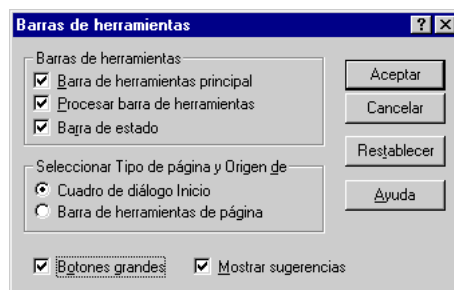 Barras de herramientas
Barras de herramientas
Barra de herramientas principal
Procesar barra de herramientas
Barra de estado
Seleccionar Tipo de página y Origen de
Cuadro de diálogo Inicio
Barra de herramientas de página
Botones grandes
Mostrar sugerencias
Aceptar
Cancelar
Restablecer
Ayuda